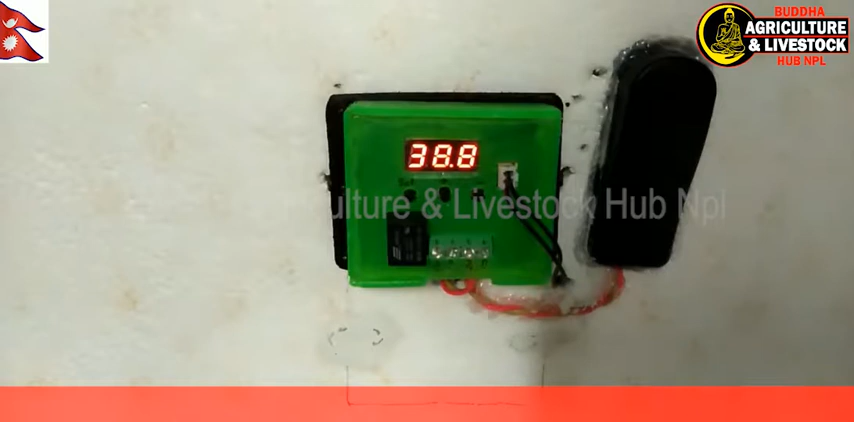 BUDDHA
AGRICULTURE
& LIVESTOCK
HUB NPL
38.8
ulture & Livestock Hub Npl